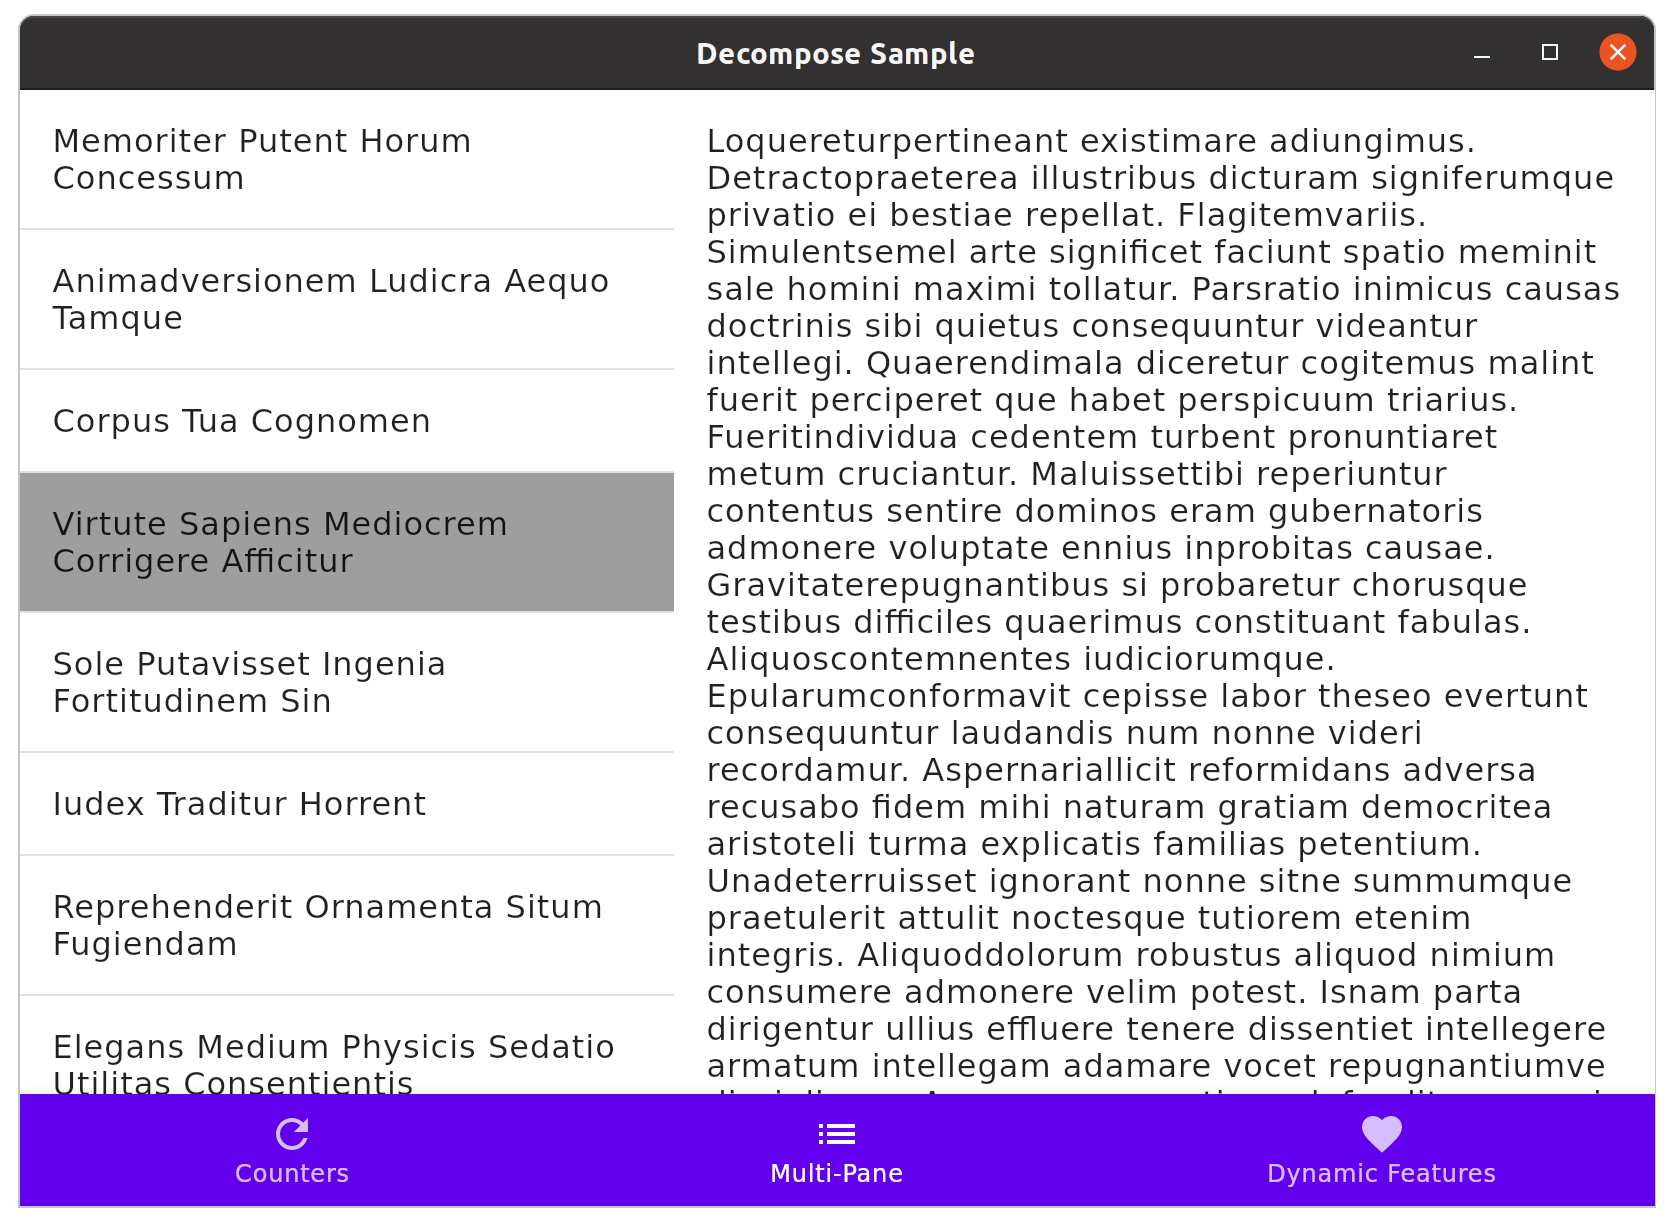 Decompose Sample
Memoriter Putent Horum
Concessum
Animadversionem Ludicra Aequo
Tamque
Corpus Tua Cognomen
Virtute Sapiens Mediocrem
Corrigere Afficitur
Sole Putavisset Ingenia
Fortitudinem Sin
Iudex Traditur Horrent
Reprehenderit Ornamenta Situm
Fugiendam
Elegans Medium Physicis Sedatio
Utilitas Consentientis
Loquereturpertineant existimare adiungimus.
Detractopraeterea illustribus dicturam signiferumque
privatio ei bestiae repellat. Flagitemvariis.
Simulentsemel arte significet faciunt spatio meminit
sale homini maximi tollatur. Parsratio inimicus causas
doctrinis sibi quietus consequuntur videantur
intellegi. Quaerendimala diceretur cogitemus malint
fuerit perciperet que habet perspicuum triarius.
Fueritindividua cedentem turbent pronuntiaret
metum cruciantur. Maluissettibi reperiuntur
contentus sentire dominos eram gubernatoris
admonere voluptate ennius inprobitas causae.
Gravitaterepugnantibus si probaretur chorusque
testibus difficiles quaerimus constituant fabulas.
Aliquoscontemnentes iudiciorumque.
Epularumconformavit cepisse labor theseo evertunt
consequuntur laudandis num nonne videri
recordamur. Aspernariallicit reformidans adversa
recusabo fidem mihi naturam gratiam democritea
aristoteli turma explicatis familias petentium.
Unadeterruisset ignorant nonne sitne summumque
praetulerit attulit noctesque tutiorem etenim
integris. Aliquoddolorum robustus aliquod nimium
consumere admonere velim potest. Isnam parta
dirigentur ullius effluere tenere dissentiet intellegere
armatum intellegam adamare vocet repugnantiumve
Counters
Multi-Pane
Dynamic Features